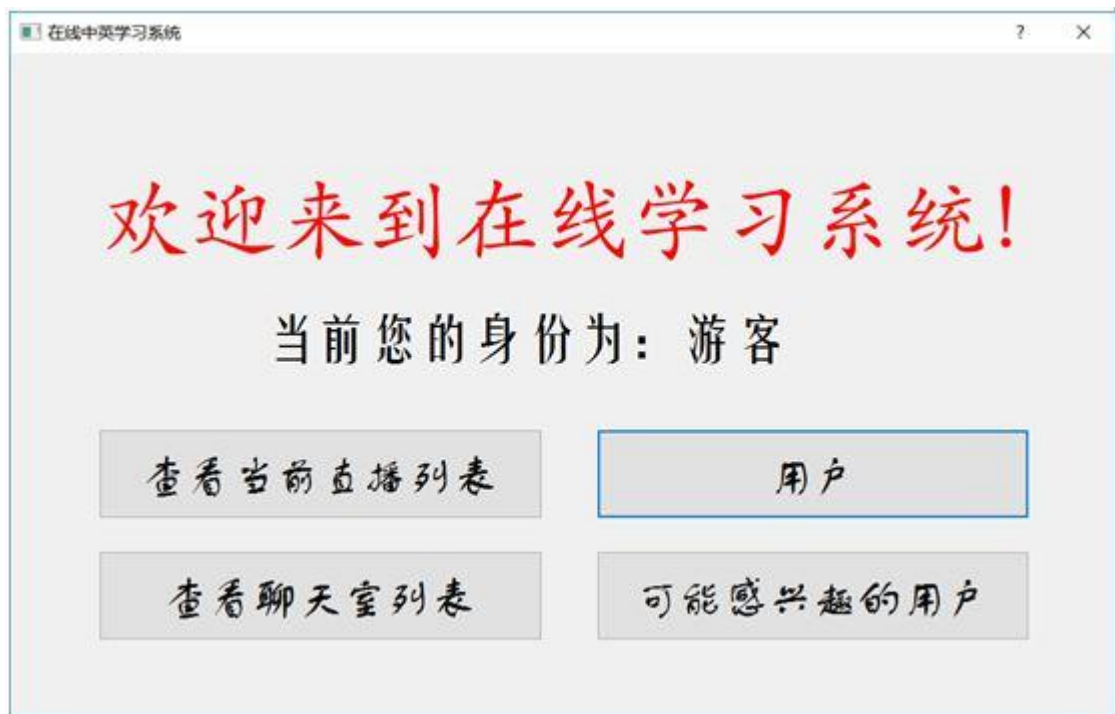 在线中英学习系统
欢迎来到在线学习系统!
当前您的身份为：游客
查看当前直播列表
用户
查看聊天室列表
可能感兴趣的用户